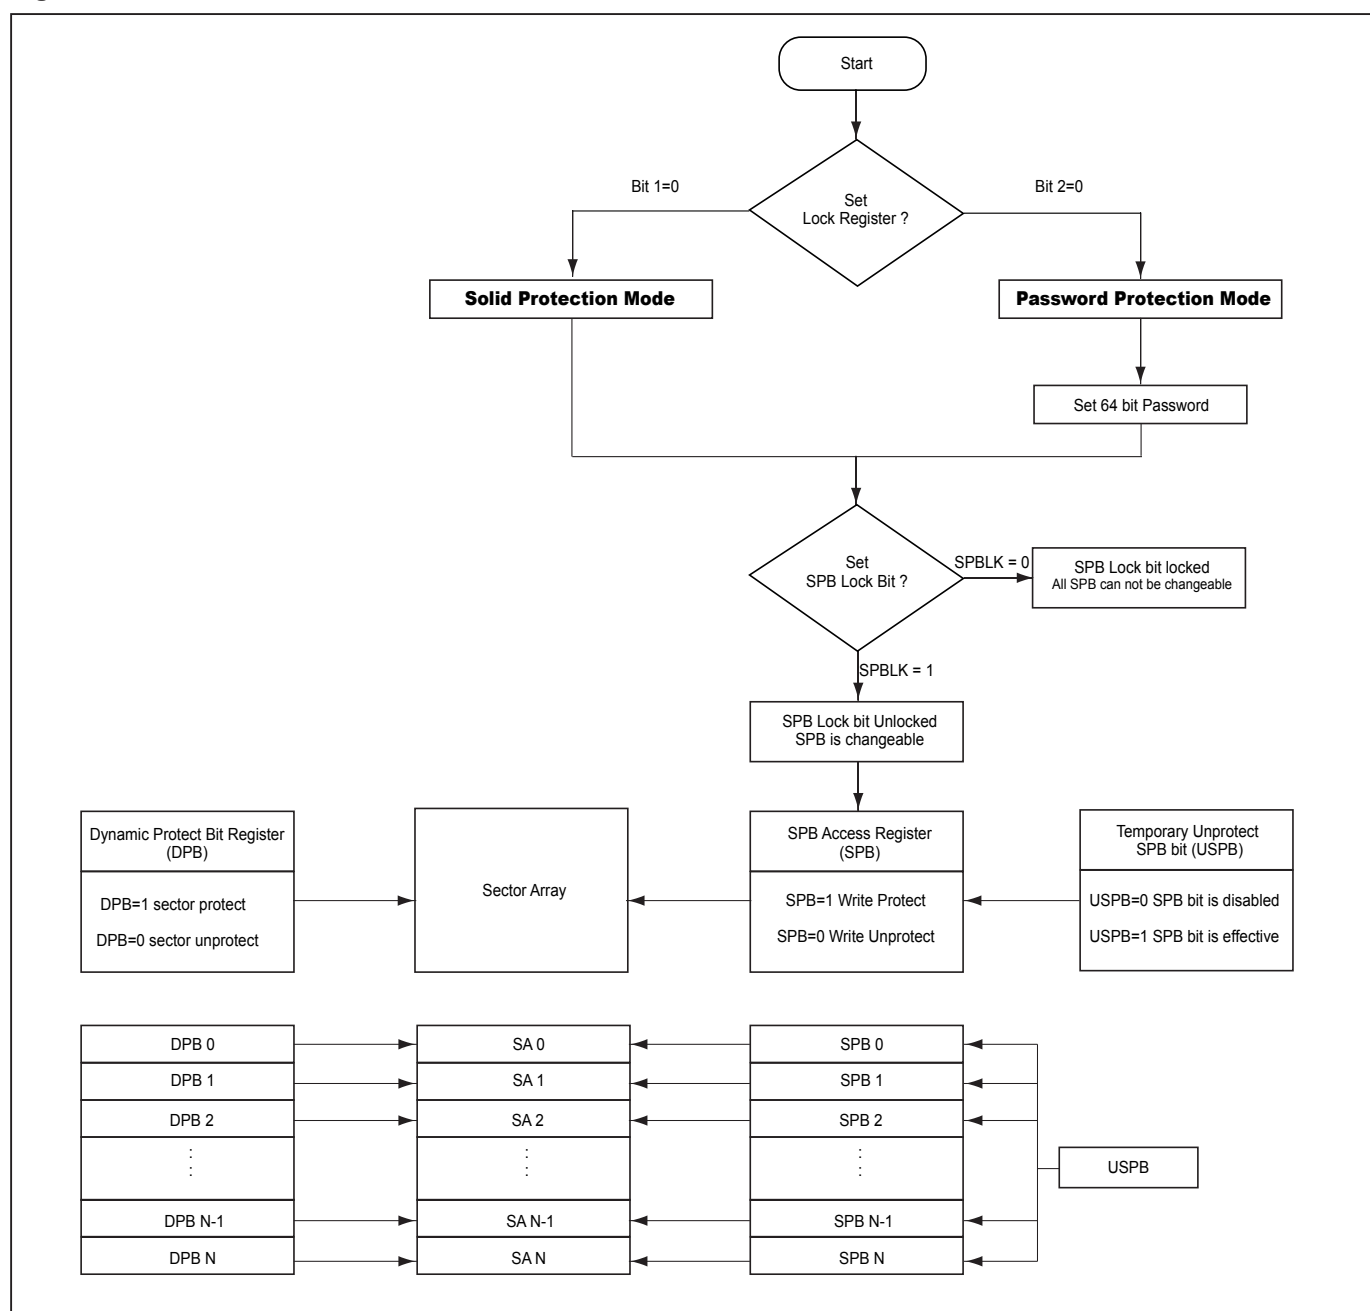 Start
Bit 1=0
Bit 2=0
Set
Lock Register ?
Solid Protection Mode
Password Protection Mode
Set 64 bit Password
Set
SPB Lock Bit ?
SPBLK = 0
SPB Lock bit locked
All SPB can not be changeable
SPBLK = 1
SPB Lock bit Unlocked
SPB is changeable
Dynamic Protect Bit Register
(DPB)
DPB=1 sector protect
DPB=0 sector unprotect
Sector Array
SPB Access Register
(SPB)
SPB=1 Write Protect
SPB=0 Write Unprotect
Temporary Unprotect
SPB bit (USPB)
USPB=0 SPB bit is disabled
USPB=1 SPB bit is effective
DPB 0
SA 0
SPB 0
DPB 1
SA 1
SPB 1
DPB 2
SA 2
SPB 2
USPB
DPB N-1
SA N-1
SPB N-1
DPB N
SA N
SPB N